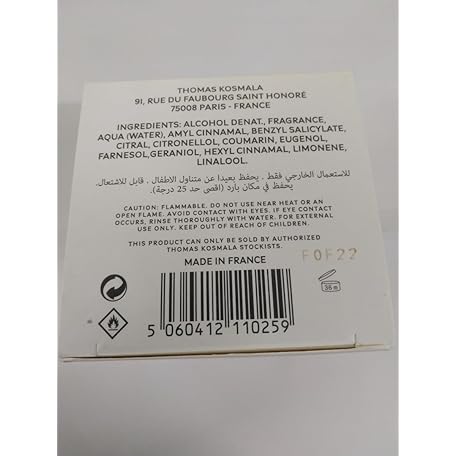 THOMAS KOSMALA
91, RUE DU FAUBOURG SAINT HONORÉ
75008 PARIS - FRANCE
INGREDIENTS: ALCOHOL DENAT., FRAGRANCE,
AQUA (WATER), AMYL CINNAMAL, BENZYL SALICYLATE,
CITRAL, CITRONELLOL, COUMARIN, EUGENOL,
FARNESOL,GERANIOL, HEXYL CINNAMAL, LIMONENE,
LINALOOL.
للاستعمال الخارجي فقط . يحفظ بعيدا عن متناول الاطفال . قابل للاشتعال.
يحفظ في مكان بارد (اقصى حد 25 درجة).
CAUTION: FLAMMABLE, DO NOT USE NEAR HEAT OR AN
OPEN FLAME. AVOID CONTACT WITH EYES. IF EYE CONTACT
OCCURS, RINSE THOROUGHLY WITH WATER. FOR EXTERNAL
USE ONLY. KEEP OUT OF REACH OF CHILDREN.
THIS PRODUCT CAN ONLY BE SOLD BY AUTHORIZED
THOMAS KOSMALA STOCKISTS.
MADE IN FRANCE
F0F22
36 m
5 060412 110259